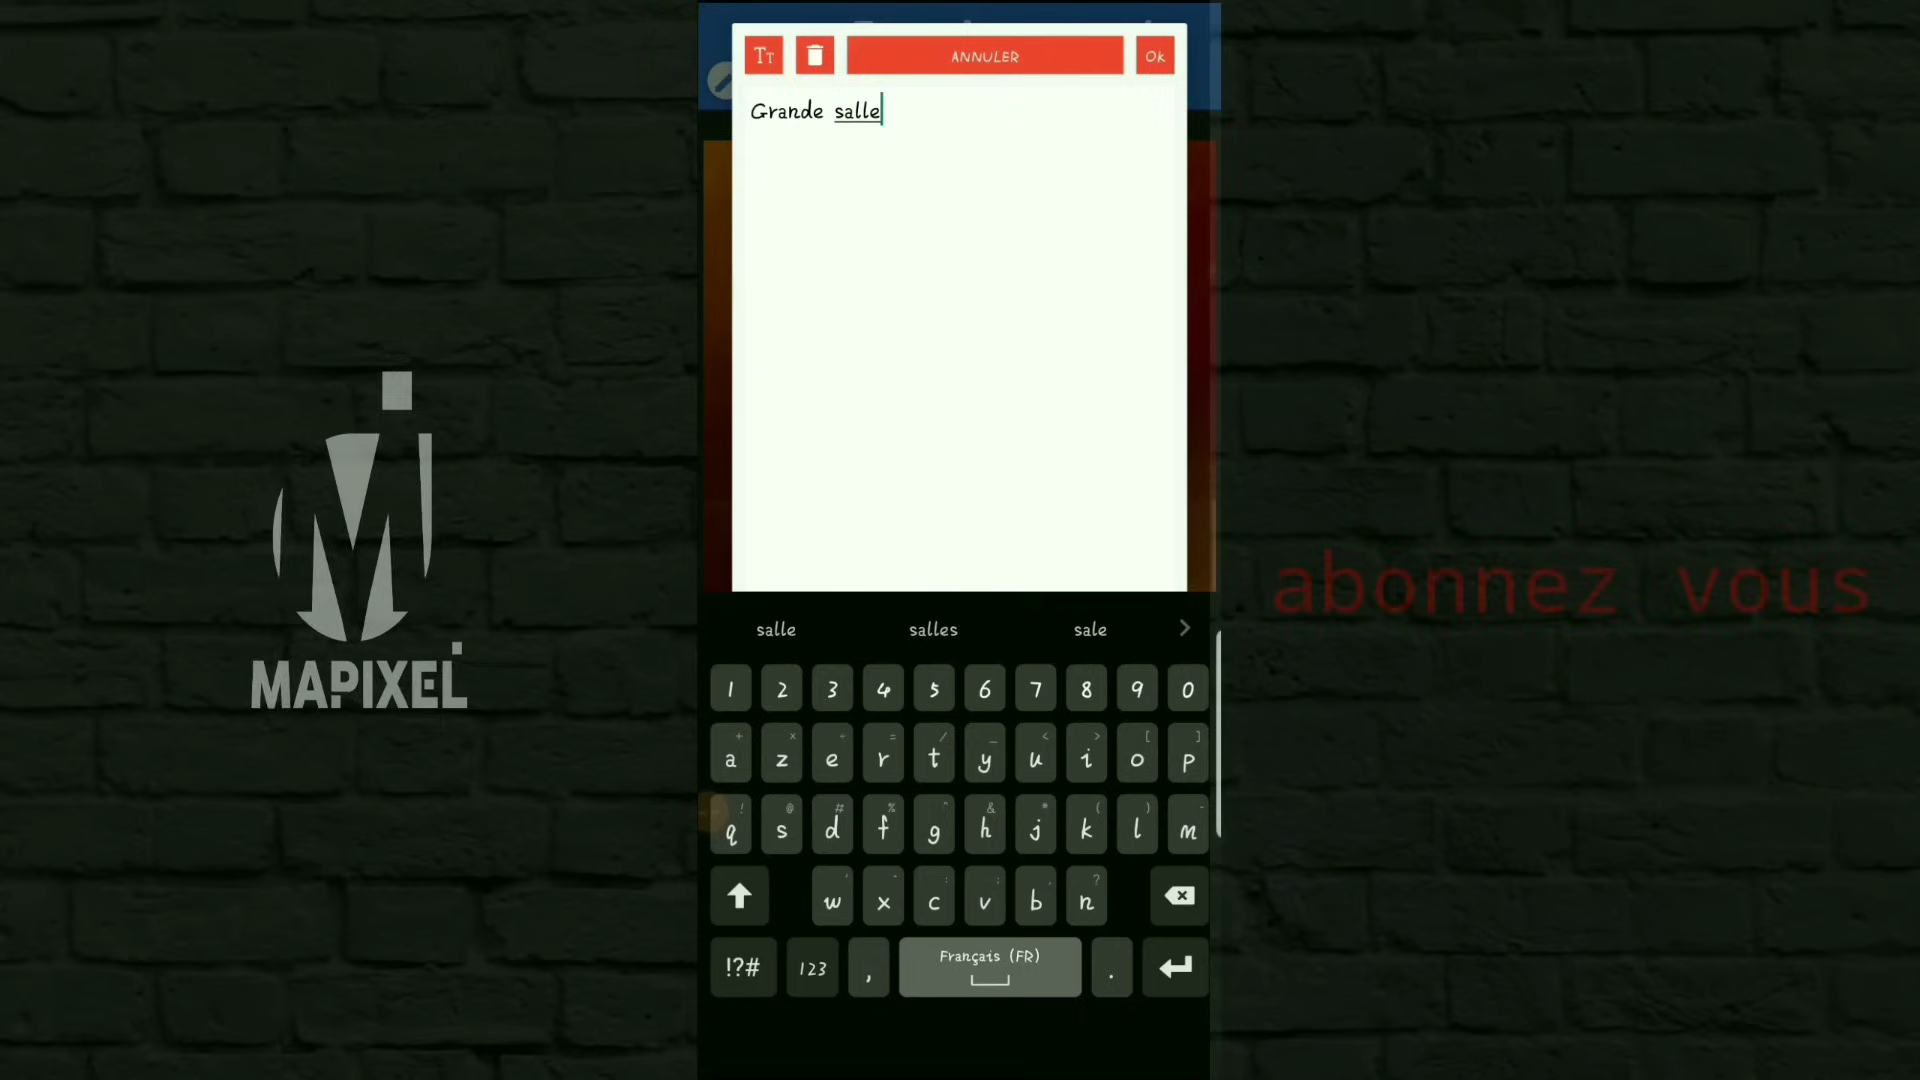 TT
ANNULER
Ok
Grande salle
salle salles sale
1 2 3 4 5 6 7 8 9 0
a z e r t y u i o p
q s d f g h j k l m
w x c v b n
!?# 123 , Français (FR) .
MAPIXEL
abonnez vous